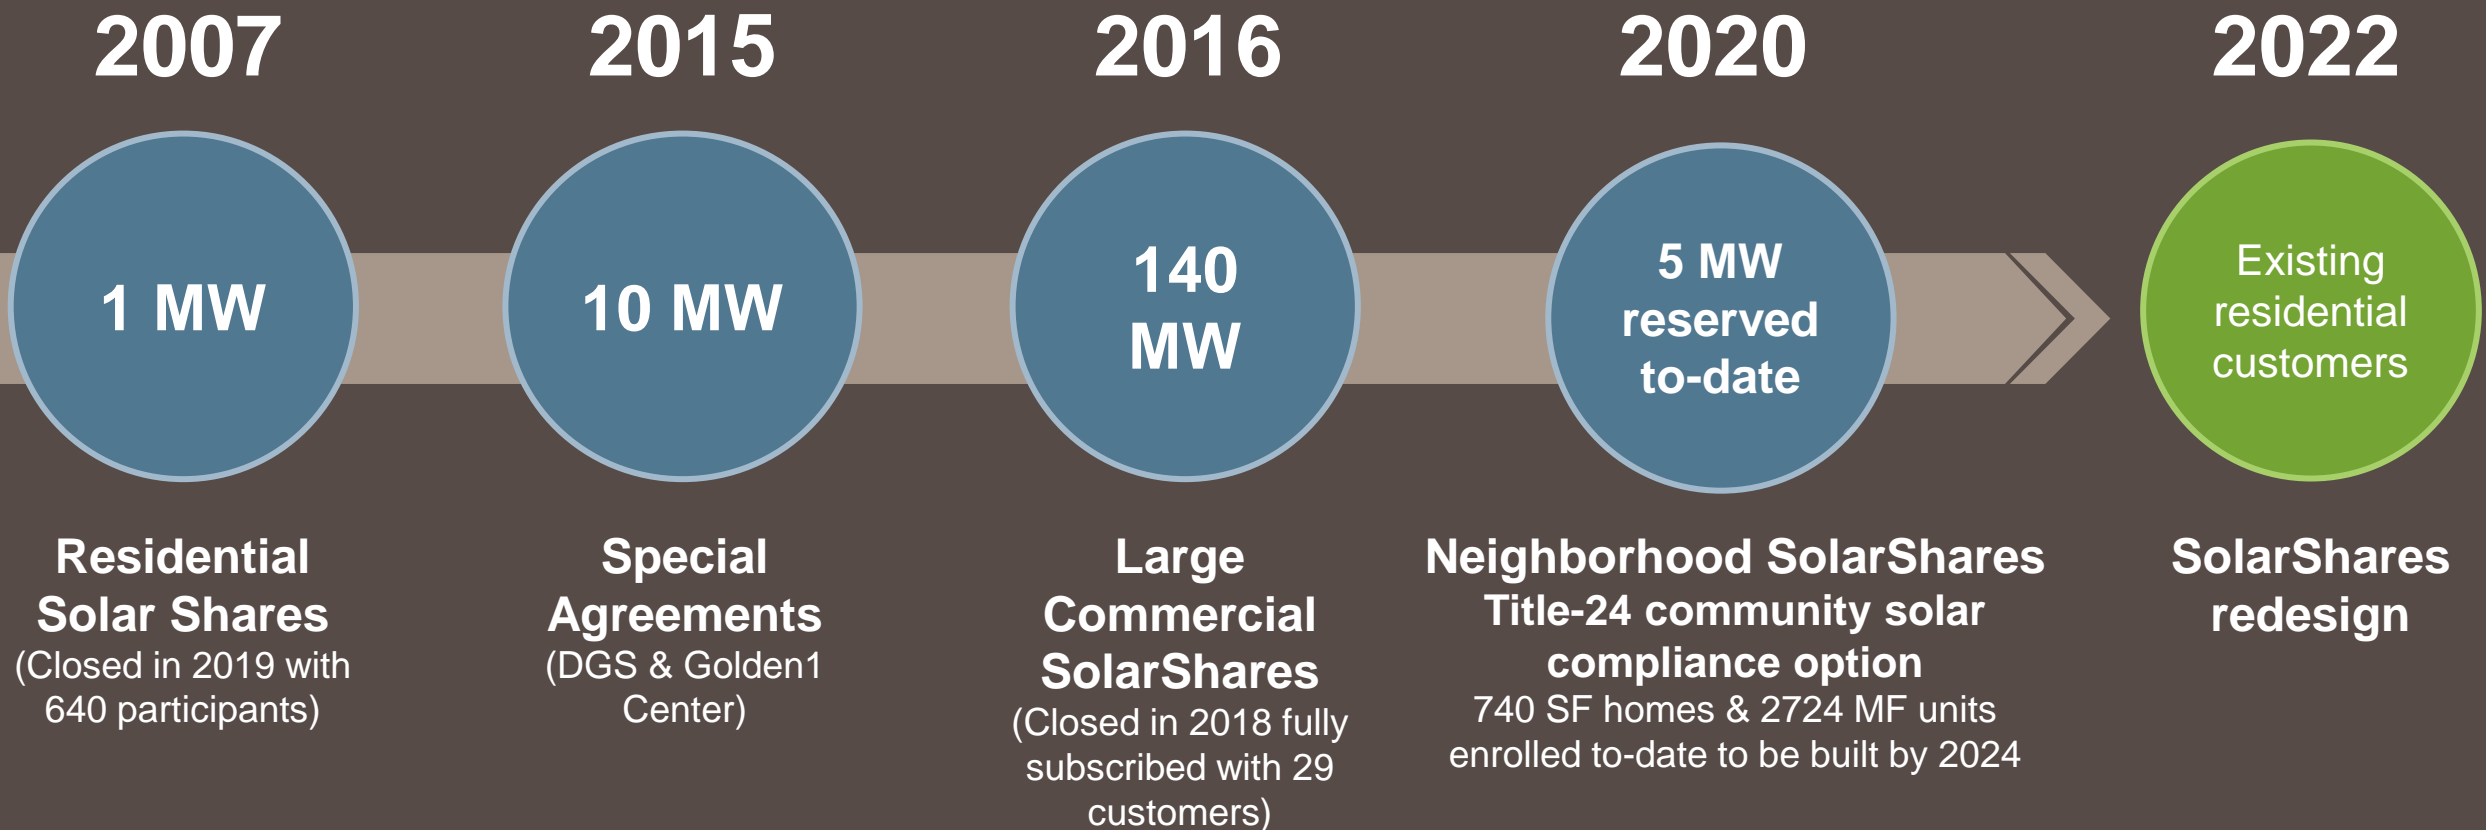 2007
1 MW
Residential
Solar Shares
(Closed in 2019 with
640 participants)
2015
10 MW
Special
Agreements
(DGS & Golden1
Center)
2016
140
MW
Large
Commercial
SolarShares
(Closed in 2018 fully
subscribed with 29
customers)
2020
5 MW
reserved
to-date
Neighborhood SolarShares
Title-24 community solar
compliance option
740 SF homes & 2724 MF units
enrolled to-date to be built by 2024
2022
Existing
residential
customers
SolarShares
redesign